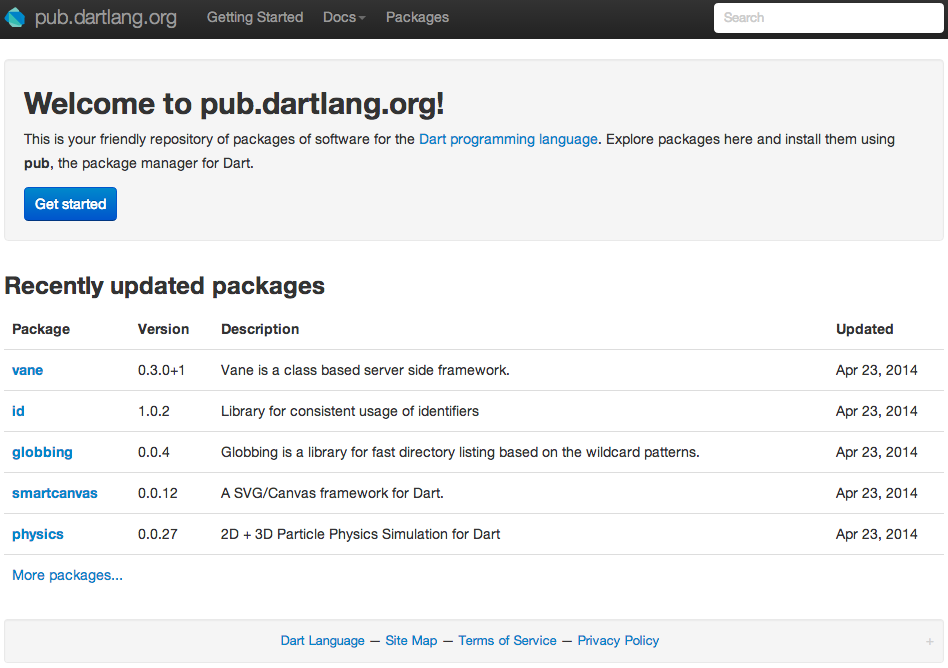 pub.dartlang.org Getting Started Docs Packages Search
Welcome to pub.dartlang.org!
This is your friendly repository of packages of software for the Dart programming language. Explore packages here and install them using
pub, the package manager for Dart.
Get started
Recently updated packages
Package Version Description Updated
vane 0.3.0+1 Vane is a class based server side framework. Apr 23, 2014
id 1.0.2 Library for consistent usage of identifiers Apr 23, 2014
globbing 0.0.4 Globbing is a library for fast directory listing based on the wildcard patterns. Apr 23, 2014
smartcanvas 0.0.12 A SVG/Canvas framework for Dart. Apr 23, 2014
physics 0.0.27 2D + 3D Particle Physics Simulation for Dart Apr 23, 2014
More packages...
Dart Language — Site Map — Terms of Service — Privacy Policy +